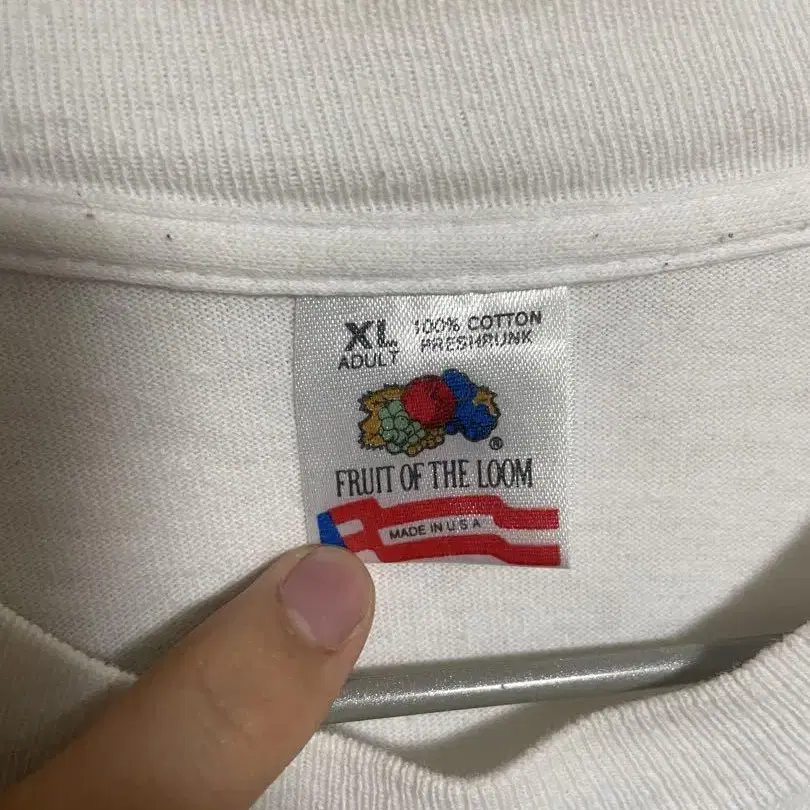 XL 100% COTTON
ADULT PRESHRUNK
®
FRUIT OF THE LOOM
MADE IN U S A